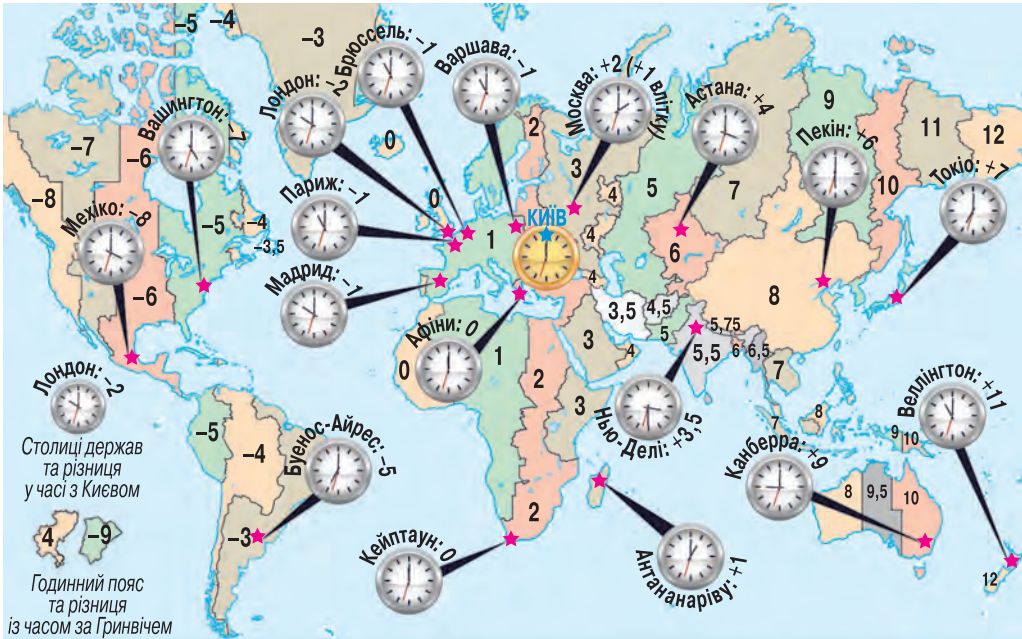 –5
–4
–3
Вашингтон: –7
Лондон: –2
Брюссель: –1
Варшава: –1
Москва: +2 (+1 влітку)
Астана: +4
Пекін: +6
Токіо: +7
0
2
3
9
11
12
–7
–6
–8
Мехіко: –8
–5
–4
–3,5
Париж: –1
0
КИЇВ
1
4
5
7
10
6
4
8
Мадрид: –1
–6
4
3,5
4,5
5
5,75
5,5
6
6,5
7
Афіни: 0
0
1
2
3
4
3
Лондон: –2
Столиці держав
та різниця
у часі з Києвом
4
–9
Годинний пояс
та різниця
із часом за Гринвічем
–5
–4
–3
Буенос-Айрес: –5
Кейптаун: 0
2
Антананаріву: +1
Нью-Делі: +3,5
7
8
9
10
Канберра: +9
8
9,5
10
Веллінгтон: +11
12